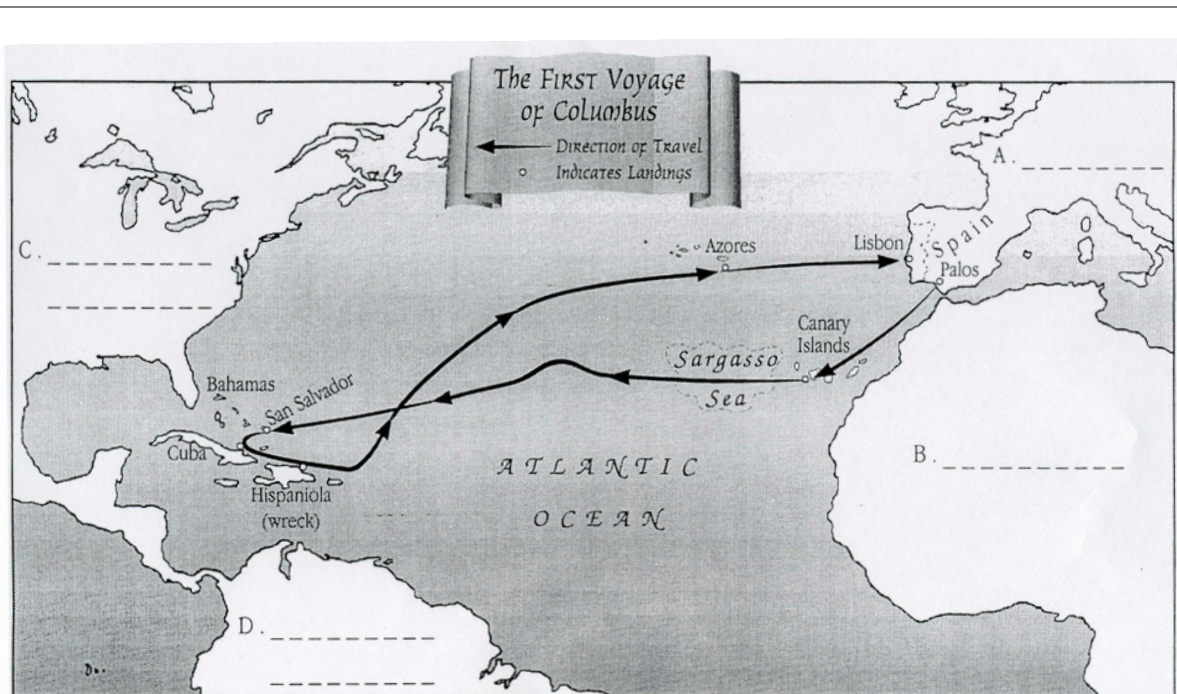 The First Voyage
of Columbus
Direction of Travel
Indicates Landings
A.
C.
Azores
Lisbon
Spain
Palos
Canary
Islands
Sargasso
Sea
Bahamas
San Salvador
Cuba
B.
ATLANTIC
OCEAN
Hispaniola
(wreck)
D.